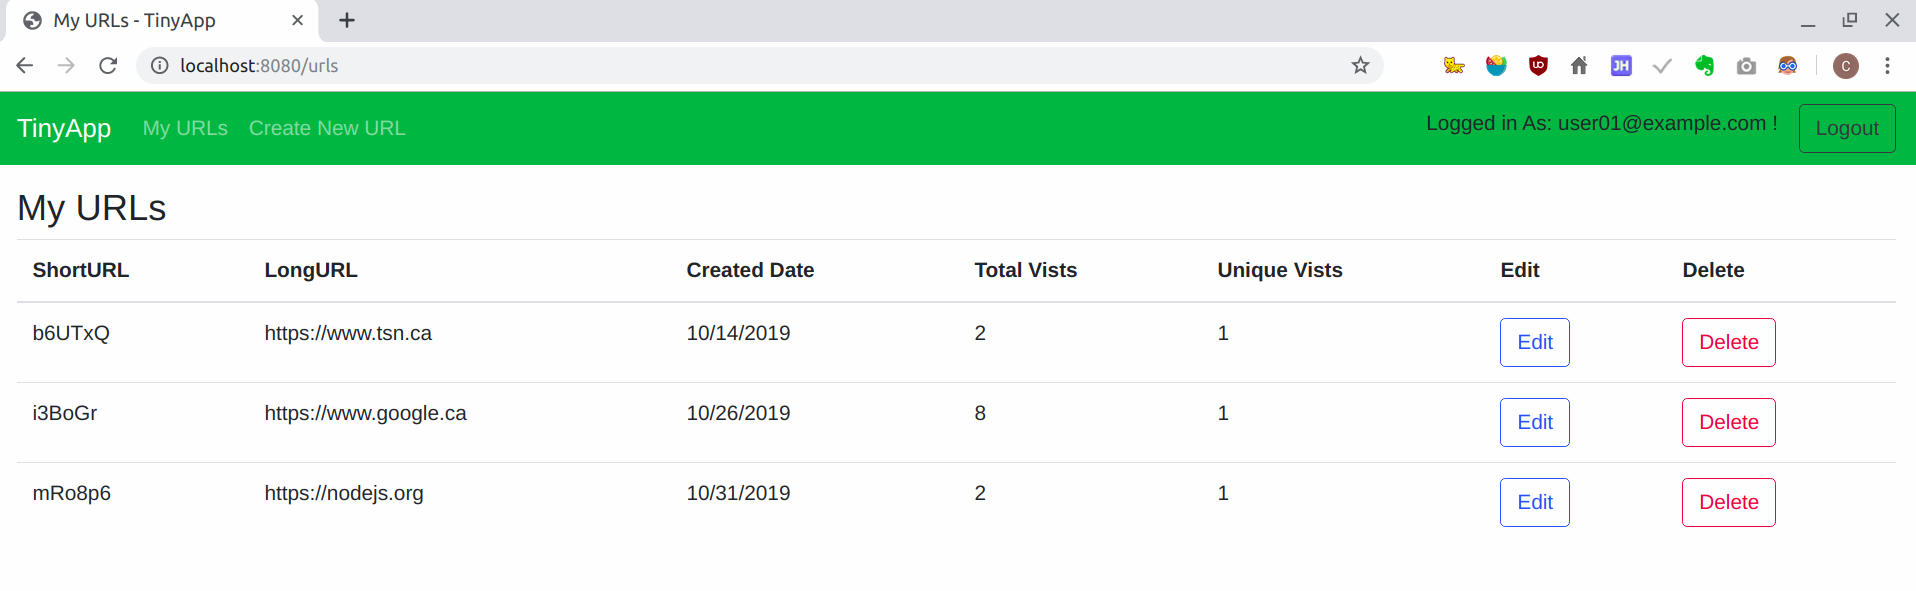 My URLs - TinyApp
localhost:8080/urls
UO
JH
C
TinyApp My URLs Create New URL Logged in As: user01@example.com ! Logout
My URLs
ShortURL LongURL Created Date Total Vists Unique Vists Edit Delete
b6UTxQ https://www.tsn.ca 10/14/2019 2 1 Edit Delete
i3BoGr https://www.google.ca 10/26/2019 8 1 Edit Delete
mRo8p6 https://nodejs.org 10/31/2019 2 1 Edit Delete